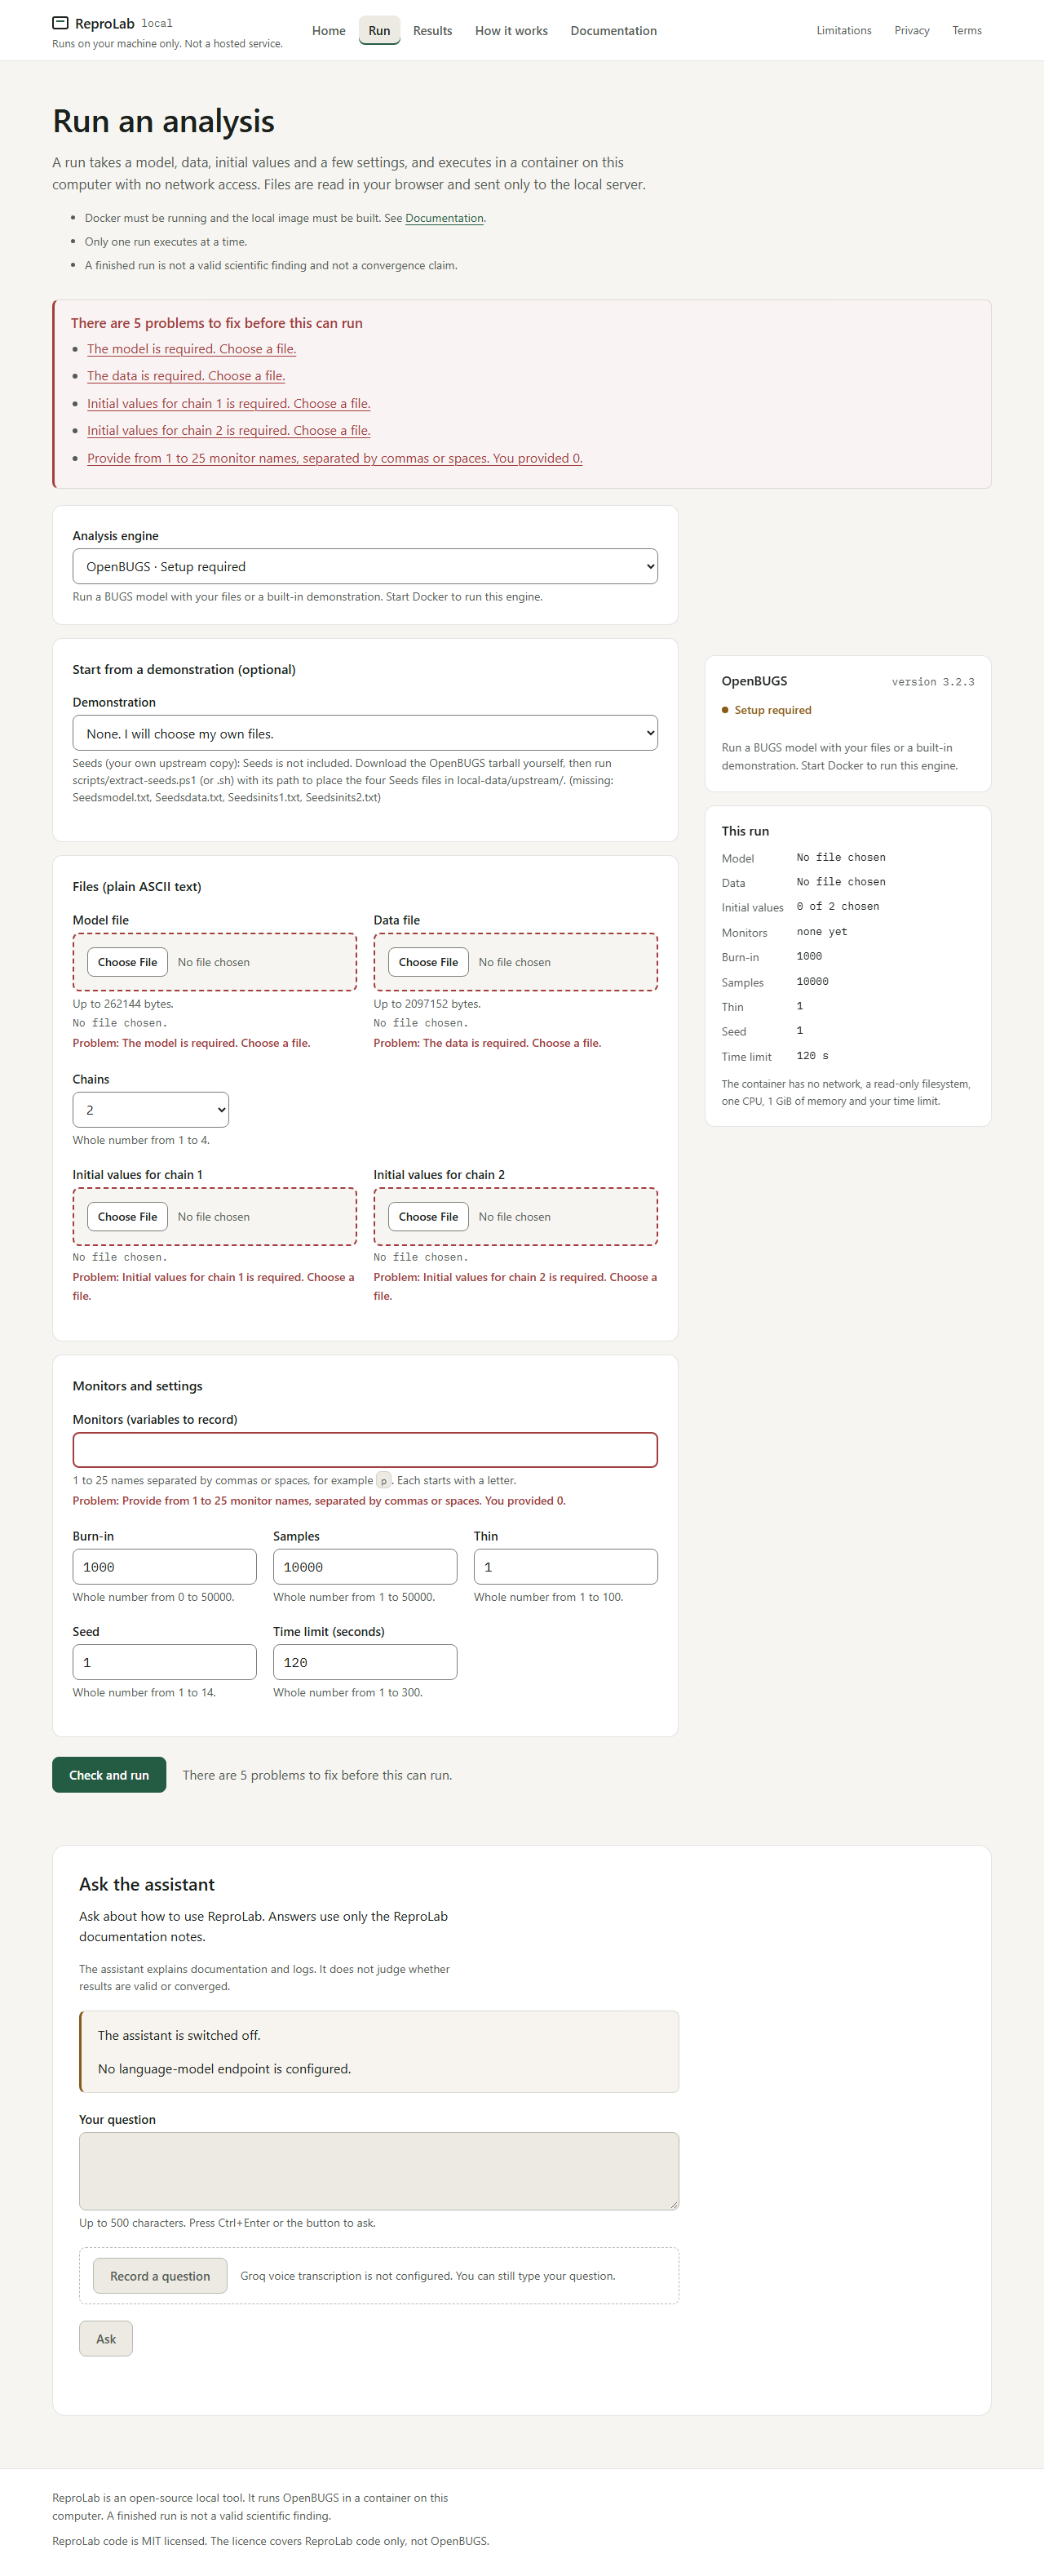 ReproLab local
Runs on your machine only. Not a hosted service.
Home Run Results How it works Documentation
Limitations Privacy Terms
Run an analysis
A run takes a model, data, initial values and a few settings, and executes in a container on this
computer with no network access. Files are read in your browser and sent only to the local server.
Docker must be running and the local image must be built. See Documentation.
Only one run executes at a time.
A finished run is not a valid scientific finding and not a convergence claim.
There are 5 problems to fix before this can run
The model is required. Choose a file.
The data is required. Choose a file.
Initial values for chain 1 is required. Choose a file.
Initial values for chain 2 is required. Choose a file.
Provide from 1 to 25 monitor names, separated by commas or spaces. You provided 0.
Analysis engine
OpenBUGS · Setup required
Run a BUGS model with your files or a built-in demonstration. Start Docker to run this engine.
Start from a demonstration (optional)
Demonstration
None. I will choose my own files.
Seeds (your own upstream copy): Seeds is not included. Download the OpenBUGS tarball yourself, then run
scripts/extract-seeds.ps1 (or .sh) with its path to place the four Seeds files in local-data/upstream/. (missing:
Seedsmodel.txt, Seedsdata.txt, Seedsinits1.txt, Seedsinits2.txt)
OpenBUGS version 3.2.3
Setup required
Run a BUGS model with your files or a built-in
demonstration. Start Docker to run this engine.
This run
Model No file chosen
Data No file chosen
Initial values 0 of 2 chosen
Monitors none yet
Burn-in 1000
Samples 10000
Thin 1
Seed 1
Time limit 120 s
The container has no network, a read-only filesystem,
one CPU, 1 GiB of memory and your time limit.
Files (plain ASCII text)
Model file
Choose File No file chosen
Up to 262144 bytes.
No file chosen.
Problem: The model is required. Choose a file.
Data file
Choose File No file chosen
Up to 2097152 bytes.
No file chosen.
Problem: The data is required. Choose a file.
Chains
2
Whole number from 1 to 4.
Initial values for chain 1
Choose File No file chosen
No file chosen.
Problem: Initial values for chain 1 is required. Choose a
file.
Initial values for chain 2
Choose File No file chosen
No file chosen.
Problem: Initial values for chain 2 is required. Choose a
file.
Monitors and settings
Monitors (variables to record)
1 to 25 names separated by commas or spaces, for example p. Each starts with a letter.
Problem: Provide from 1 to 25 monitor names, separated by commas or spaces. You provided 0.
Burn-in
1000
Whole number from 0 to 50000.
Samples
10000
Whole number from 1 to 50000.
Thin
1
Whole number from 1 to 100.
Seed
1
Whole number from 1 to 14.
Time limit (seconds)
120
Whole number from 1 to 300.
Check and run There are 5 problems to fix before this can run.
Ask the assistant
Ask about how to use ReproLab. Answers use only the ReproLab
documentation notes.
The assistant explains documentation and logs. It does not judge whether
results are valid or converged.
The assistant is switched off.
No language-model endpoint is configured.
Your question
Up to 500 characters. Press Ctrl+Enter or the button to ask.
Record a question Groq voice transcription is not configured. You can still type your question.
Ask
ReproLab is an open-source local tool. It runs OpenBUGS in a container on this
computer. A finished run is not a valid scientific finding.
ReproLab code is MIT licensed. The licence covers ReproLab code only, not OpenBUGS.